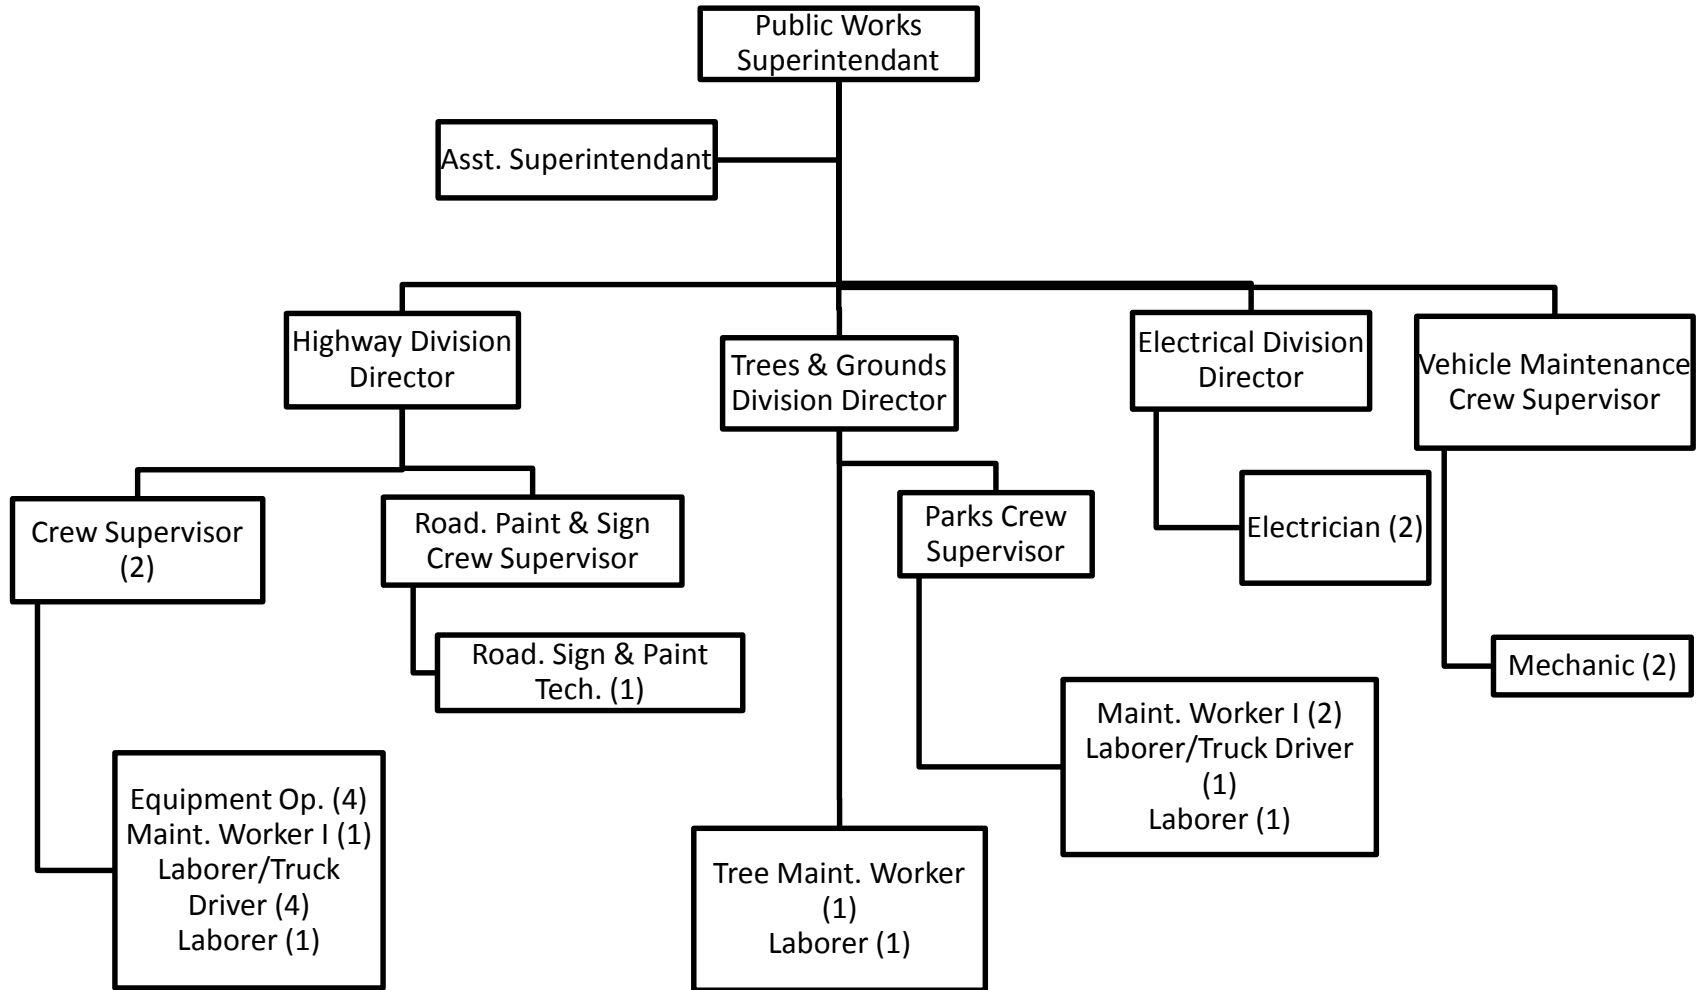 Public Works
Superintendant
Asst. Superintendant
Highway Division
Director
Trees & Grounds
Division Director
Electrical Division
Director
Vehicle Maintenance
Crew Supervisor
Crew Supervisor
(2)
Road. Paint & Sign
Crew Supervisor
Parks Crew
Supervisor
Electrician (2)
Road. Sign & Paint
Tech. (1)
Mechanic (2)
Equipment Op. (4)
Maint. Worker I (1)
Laborer/Truck
Driver (4)
Laborer (1)
Tree Maint. Worker
(1)
Laborer (1)
Maint. Worker I (2)
Laborer/Truck Driver
(1)
Laborer (1)